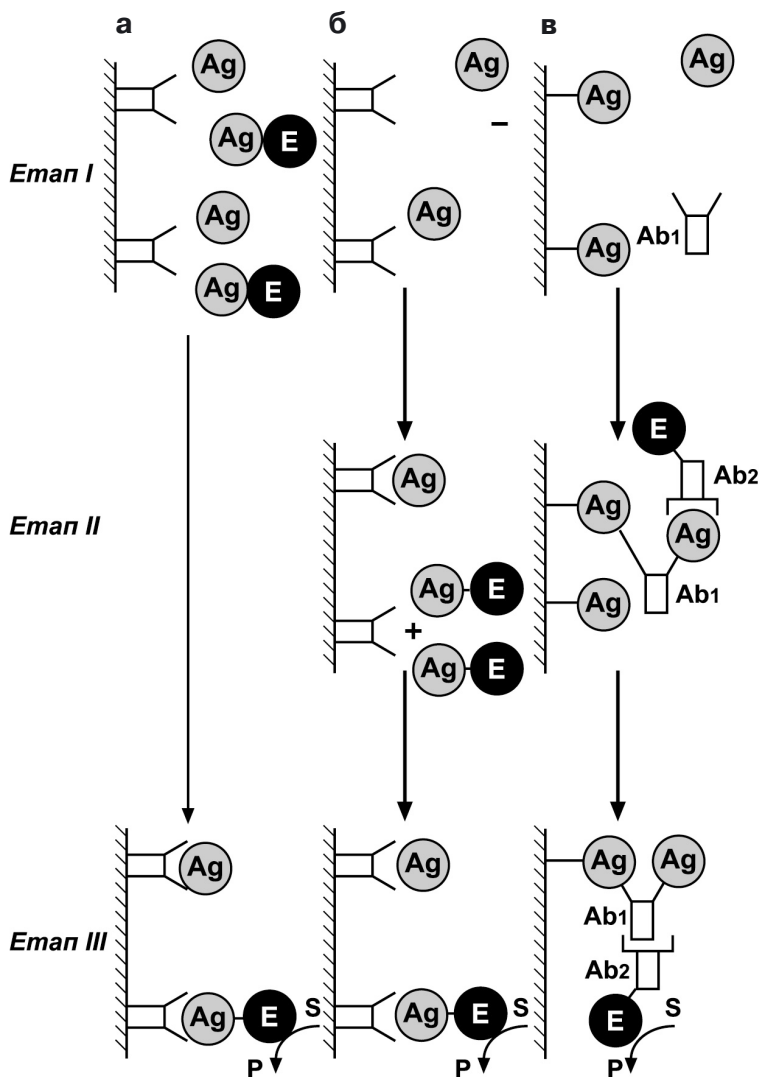 а б в
Ag Ag Ag
Ag E –
Етап I
Ag Ag Ag Ab1
Ag E
E
Ag Ag Ab2
Етап II
Ag
Ag E Ag Ab1
+
Ag E
Ag Ag Ag Ag
Ab1
Етап III
Ab2
Ag E S Ag E S E S
P P P